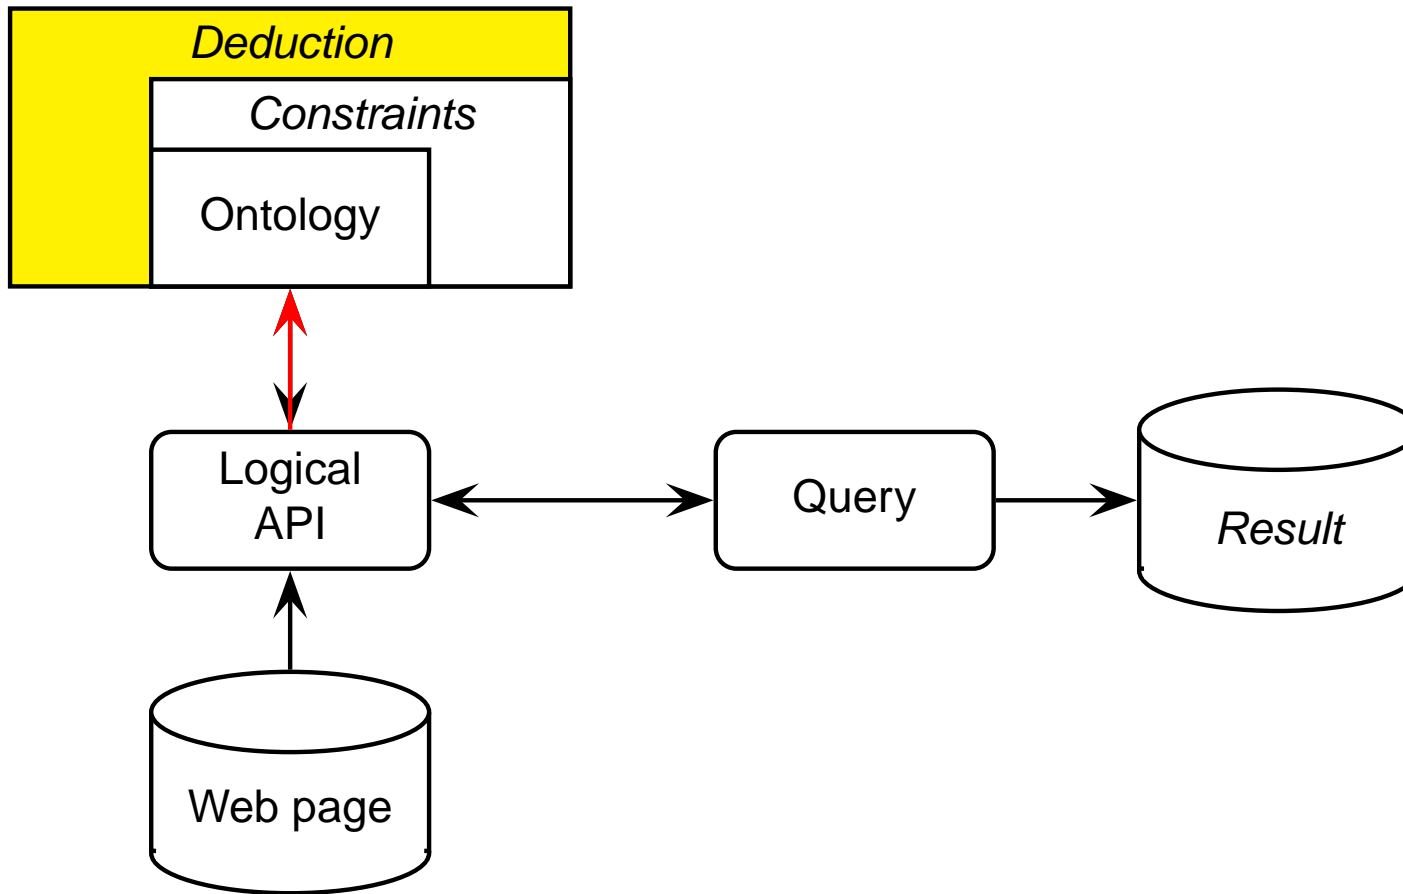 Deduction
Constraints
Ontology
Logical
API
Query
Result
Web page